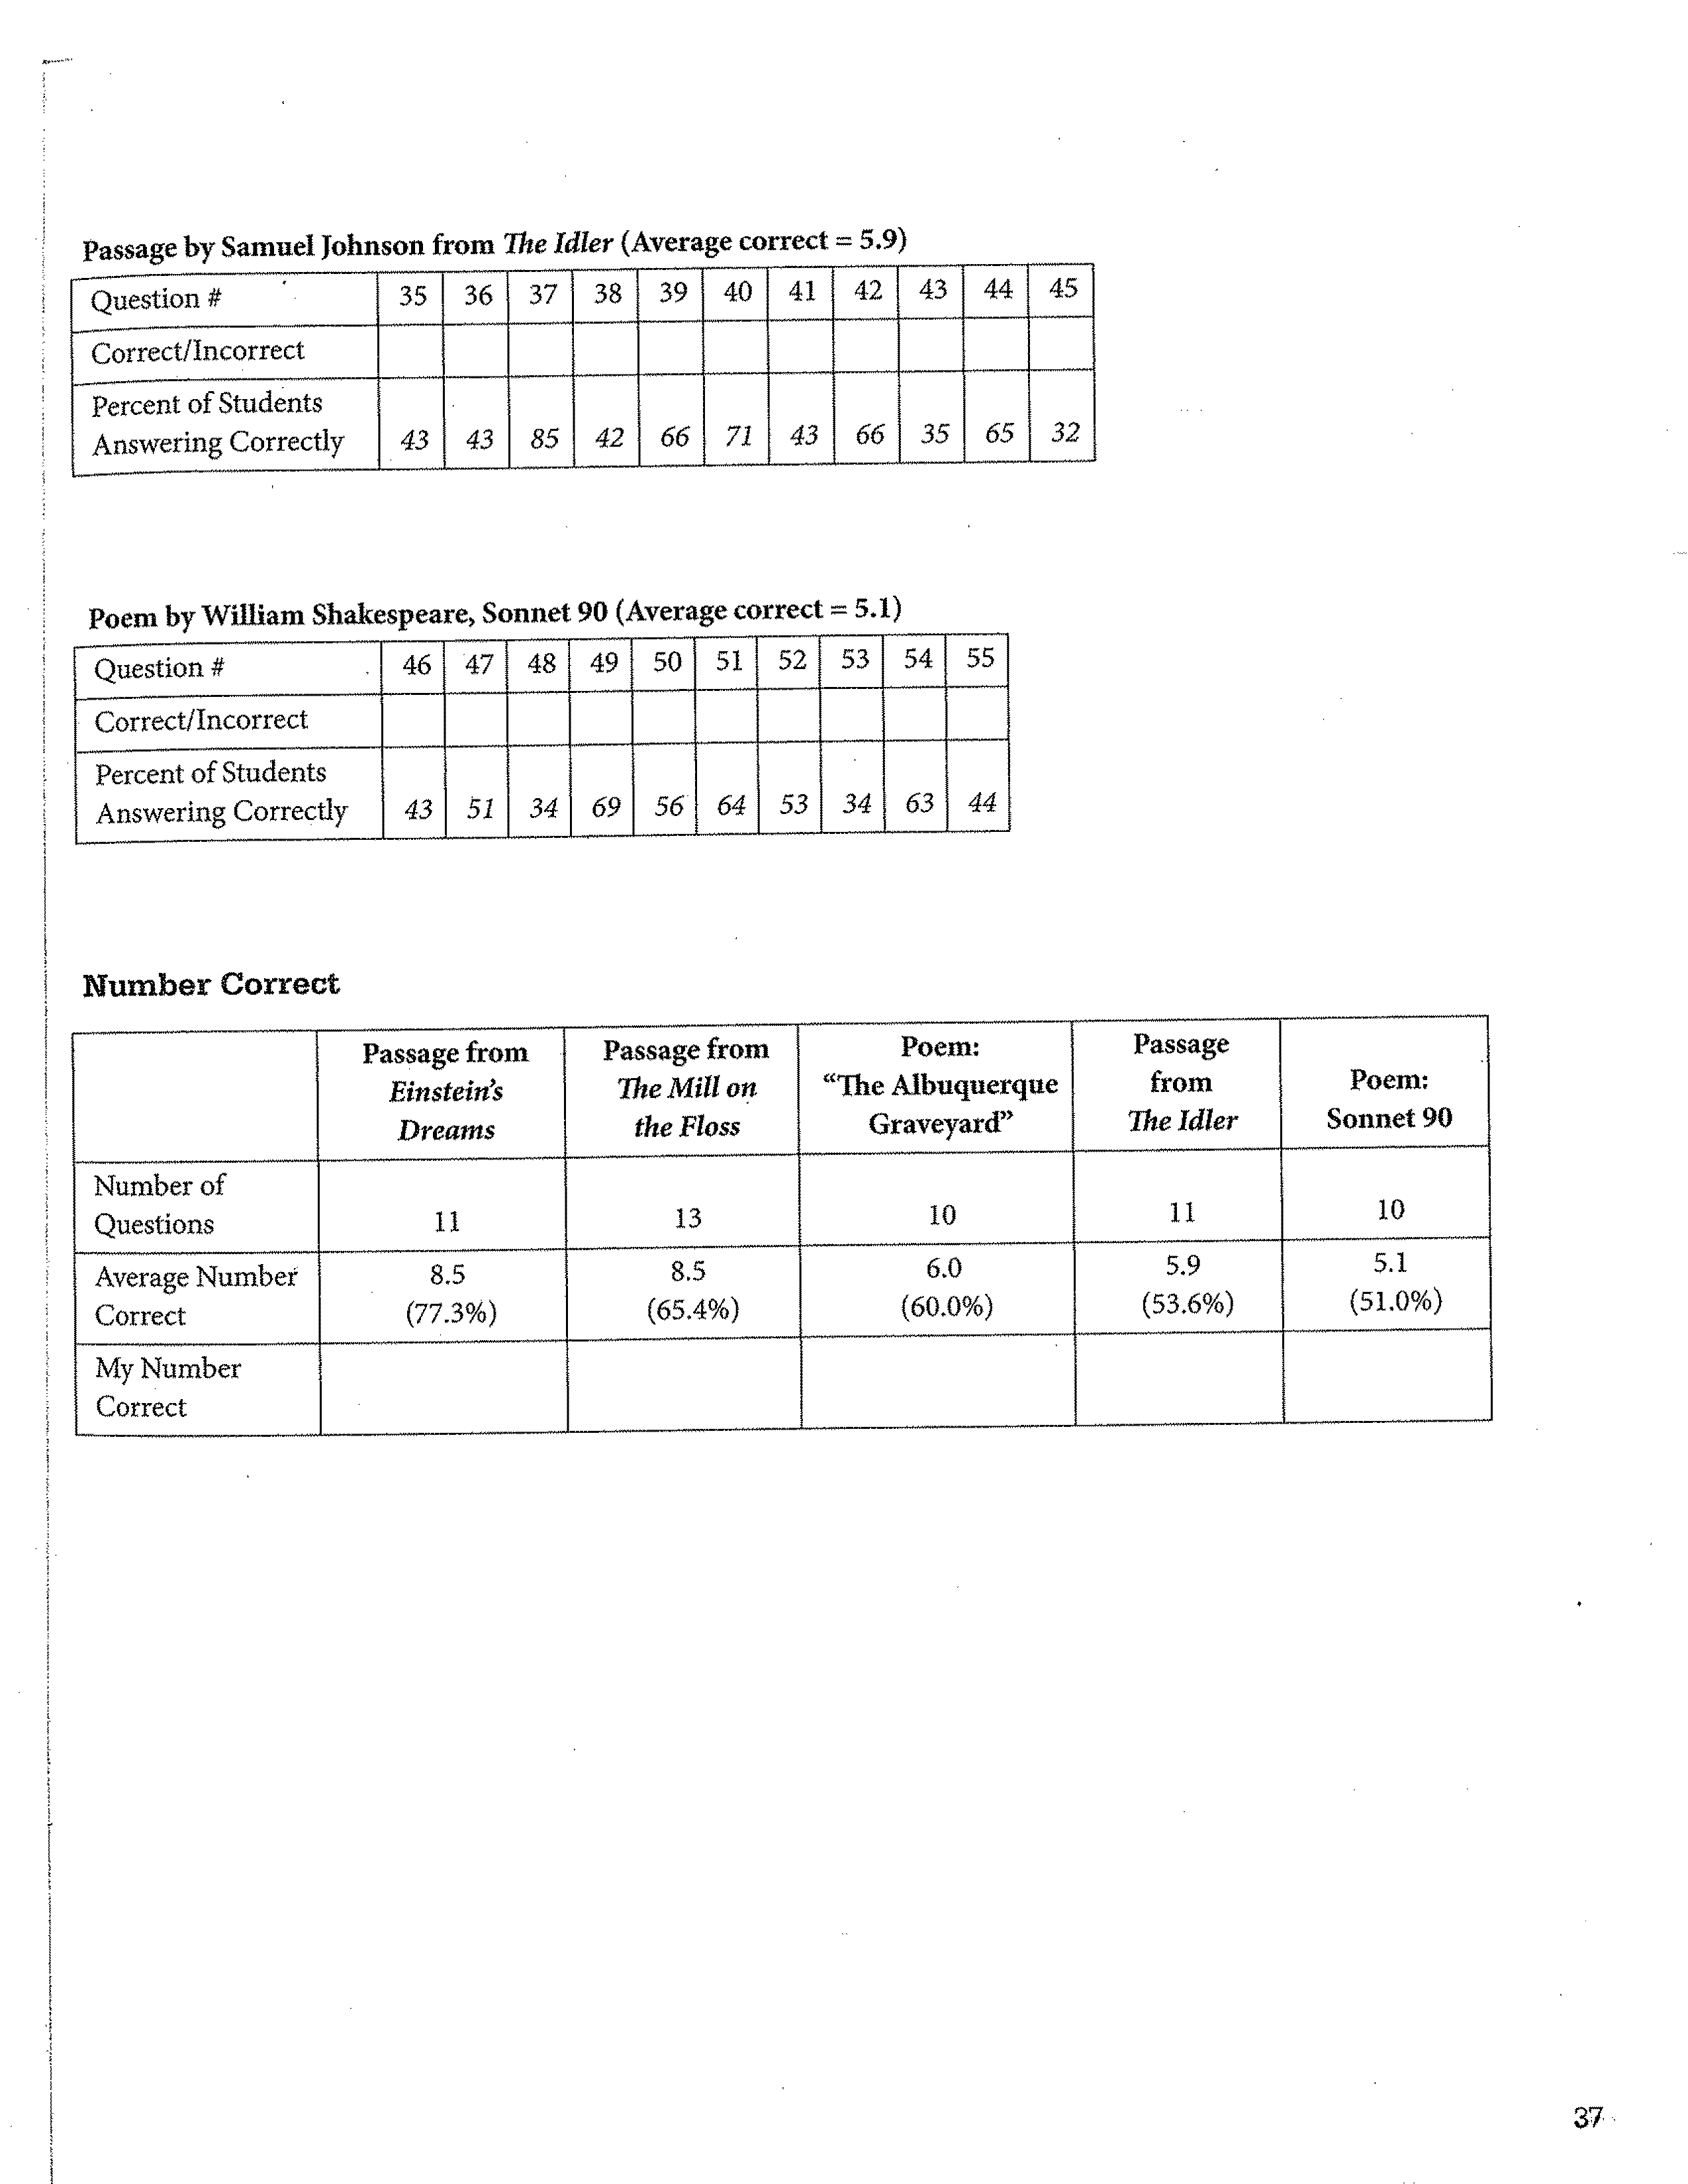 Passage by Samuel Johnson from The Idler (Average correct = 5.9)
Question # 35 36 37 38 39 40 41 42 43 44 45
Correct/Incorrect
Percent of Students
Answering Correctly 43 43 85 42 66 71 43 66 35 65 32
Poem by William Shakespeare, Sonnet 90 (Average correct = 5.1)
Question # 46 47 48 49 50 51 52 53 54 55
Correct/Incorrect
Percent of Students
Answering Correctly 43 51 34 69 56 64 53 34 63 44
Number Correct
Passage from Passage from Poem: Passage
Einstein's The Mill on “The Albuquerque from Poem:
Dreams the Floss Graveyard” The Idler Sonnet 90
Number of
Questions 11 13 10 11 10
Average Number 8.5 8.5 6.0 5.9 5.1
Correct (77.3%) (65.4%) (60.0%) (53.6%) (51.0%)
My Number
Correct
37